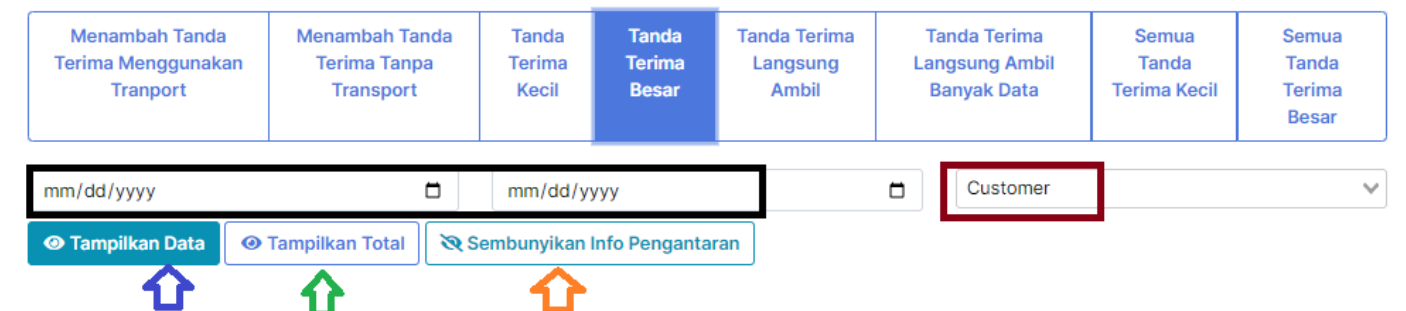 Menambah Tanda
Terima Menggunakan
Tranport
Menambah Tanda
Terima Tanpa
Transport
Tanda
Terima
Kecil
Tanda
Terima
Besar
Tanda Terima
Langsung
Ambil
Tanda Terima
Langsung Ambil
Banyak Data
Semua
Tanda
Terima Kecil
Semua
Tanda
Terima
Besar
mm/dd/yyyy
mm/dd/yyyy
Customer
Tampilkan Data
Tampilkan Total
Sembunyikan Info Pengantaran